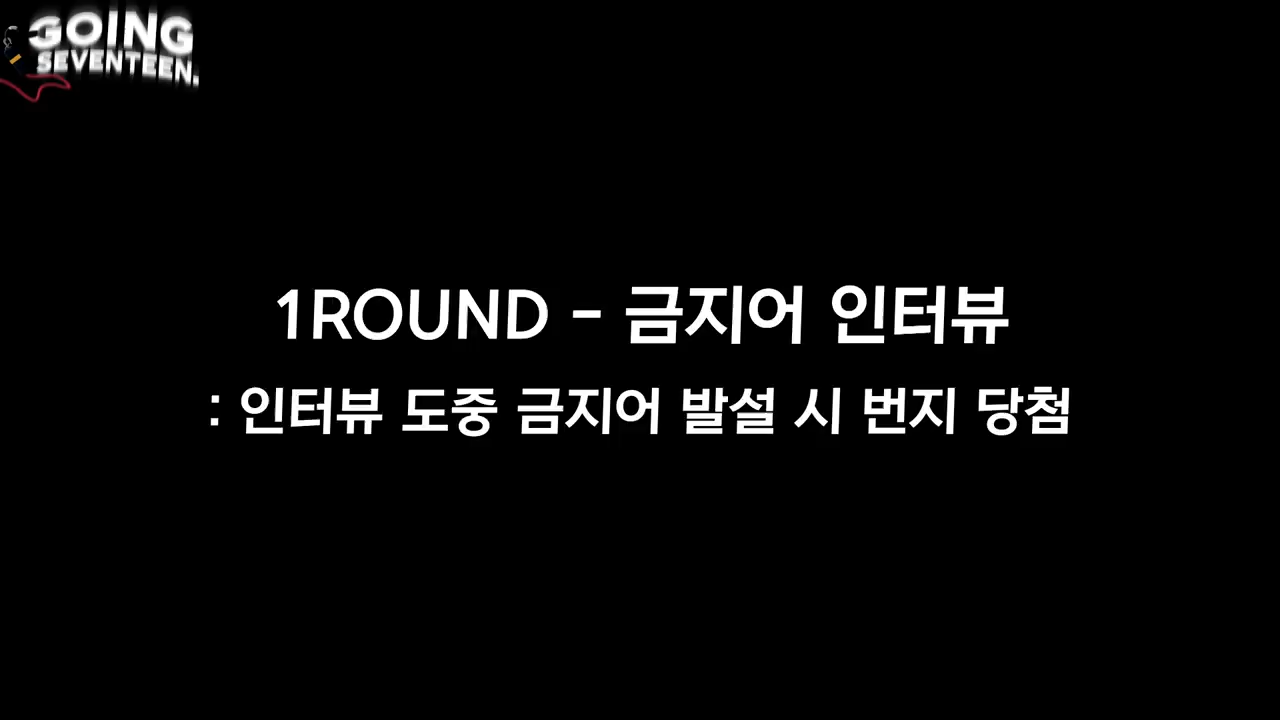 GOING
SEVENTEEN.
1ROUND - 금지어 인터뷰
: 인터뷰 도중 금지어 발설 시 번지 당첨